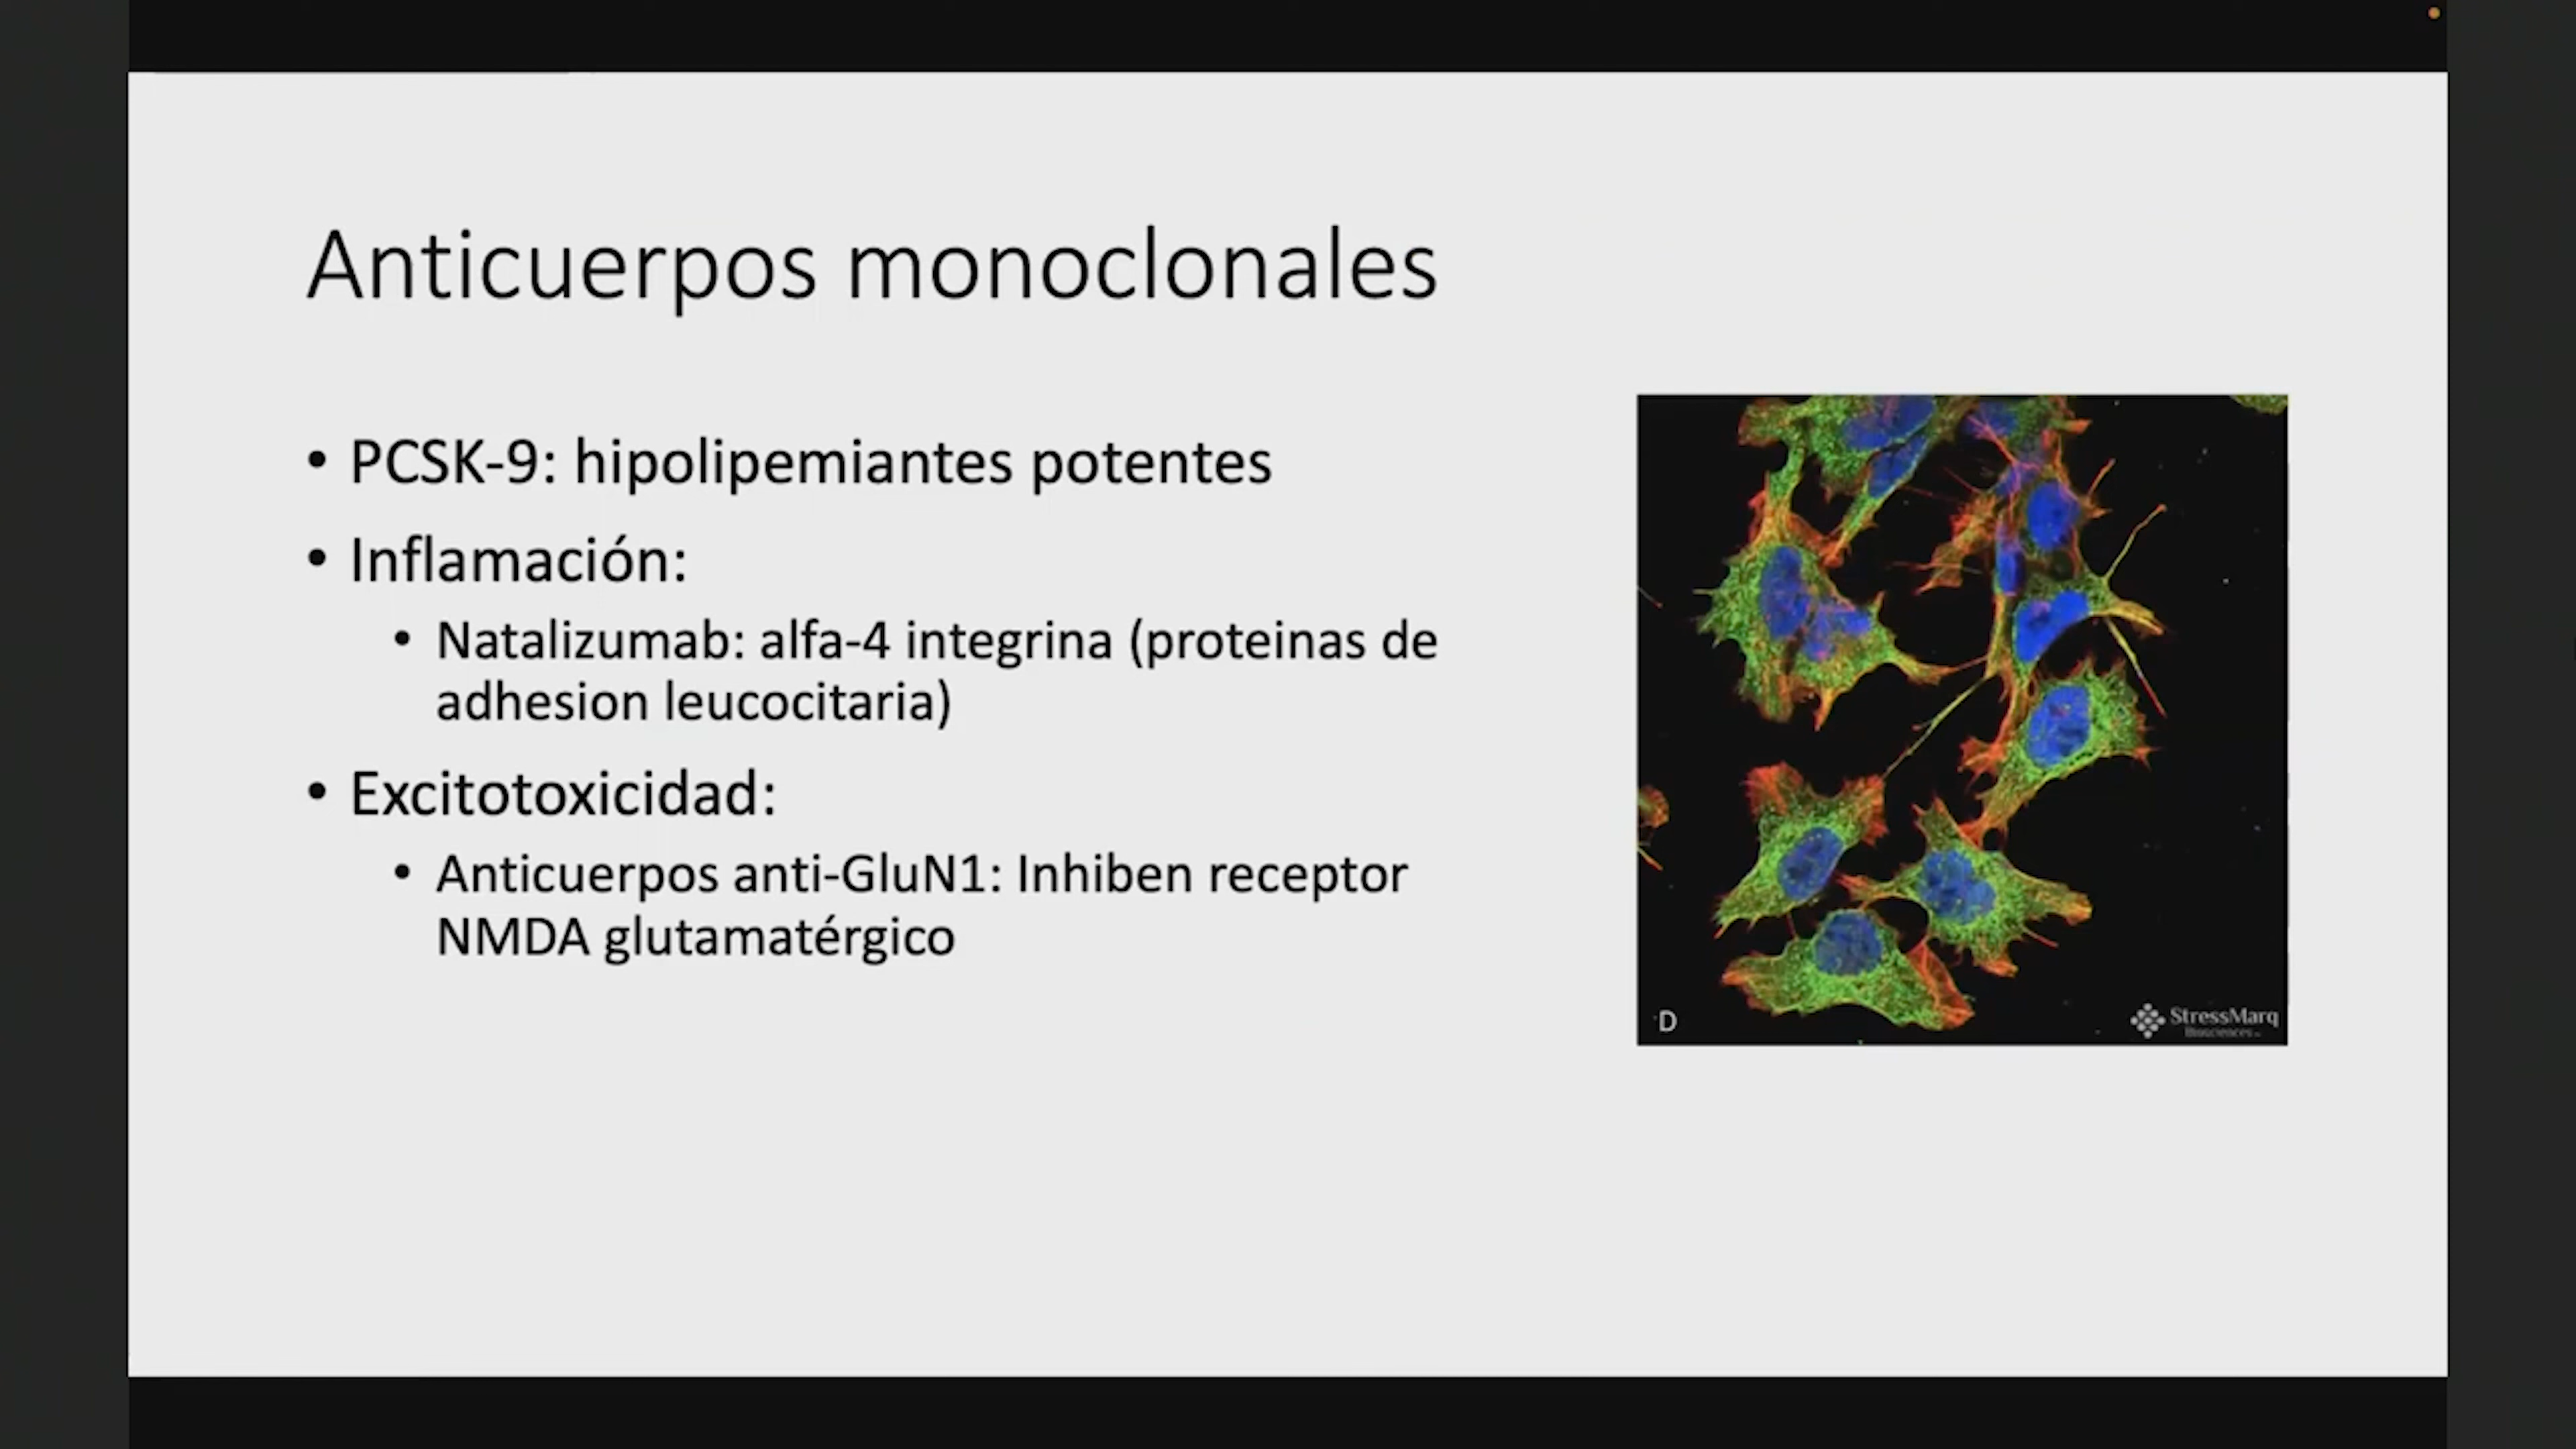 Anticuerpos monoclonales
• PCSK-9: hipolipemiantes potentes
• Inflamación:
• Natalizumab: alfa-4 integrina (proteinas de
adhesion leucocitaria)
• Excitotoxicidad:
• Anticuerpos anti-GluN1: Inhiben receptor
NMDA glutamatérgico
D
StressMarq
Biosciences